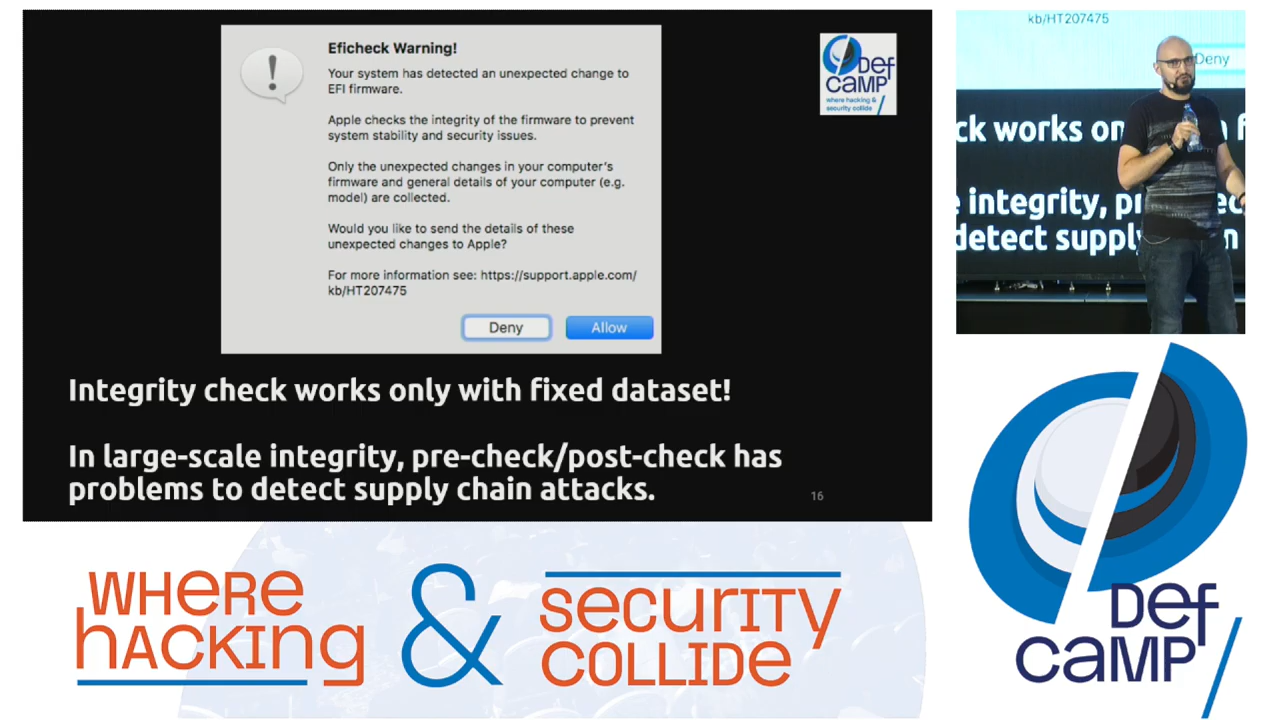 Eficheck Warning!
Your system has detected an unexpected change to
EFI firmware.
Apple checks the integrity of the firmware to prevent
system stability and security issues.
Only the unexpected changes in your computer's
firmware and general details of your computer (e.g.
model) are collected.
Would you like to send the details of these
unexpected changes to Apple?
For more information see: https://support.apple.com/
kb/HT207475
Deny
Allow
DefCamp
where hacking &
security collide
Integrity check works only with fixed dataset!
In large-scale integrity, pre-check/post-check has
problems to detect supply chain attacks.
16
kb/HT207475
Deny
ck works on
integrity, pr
detect supply
WHERE
HACKING
&
SECURITY
COLLIDE
Def
CAMP